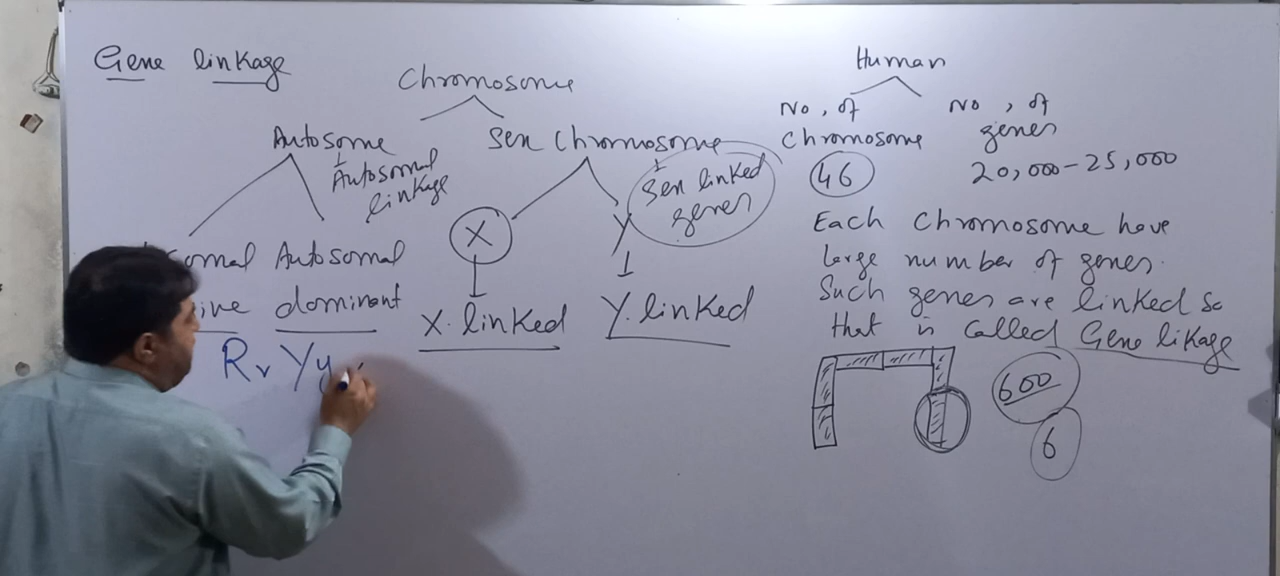 Gene linkage
Chromosome
Autosome
Autosomal
linkage
Sex Chromosome
Sex linked
genes
X
Y
Autosomal
dominant
X. linked
Y. linked
Rr Yy
Human
No, of
Chromosome
46
No, of
genes
20,000-25,000
Each Chromosome have
large number of genes.
Such genes are linked so
that is called Gene likage
600
6